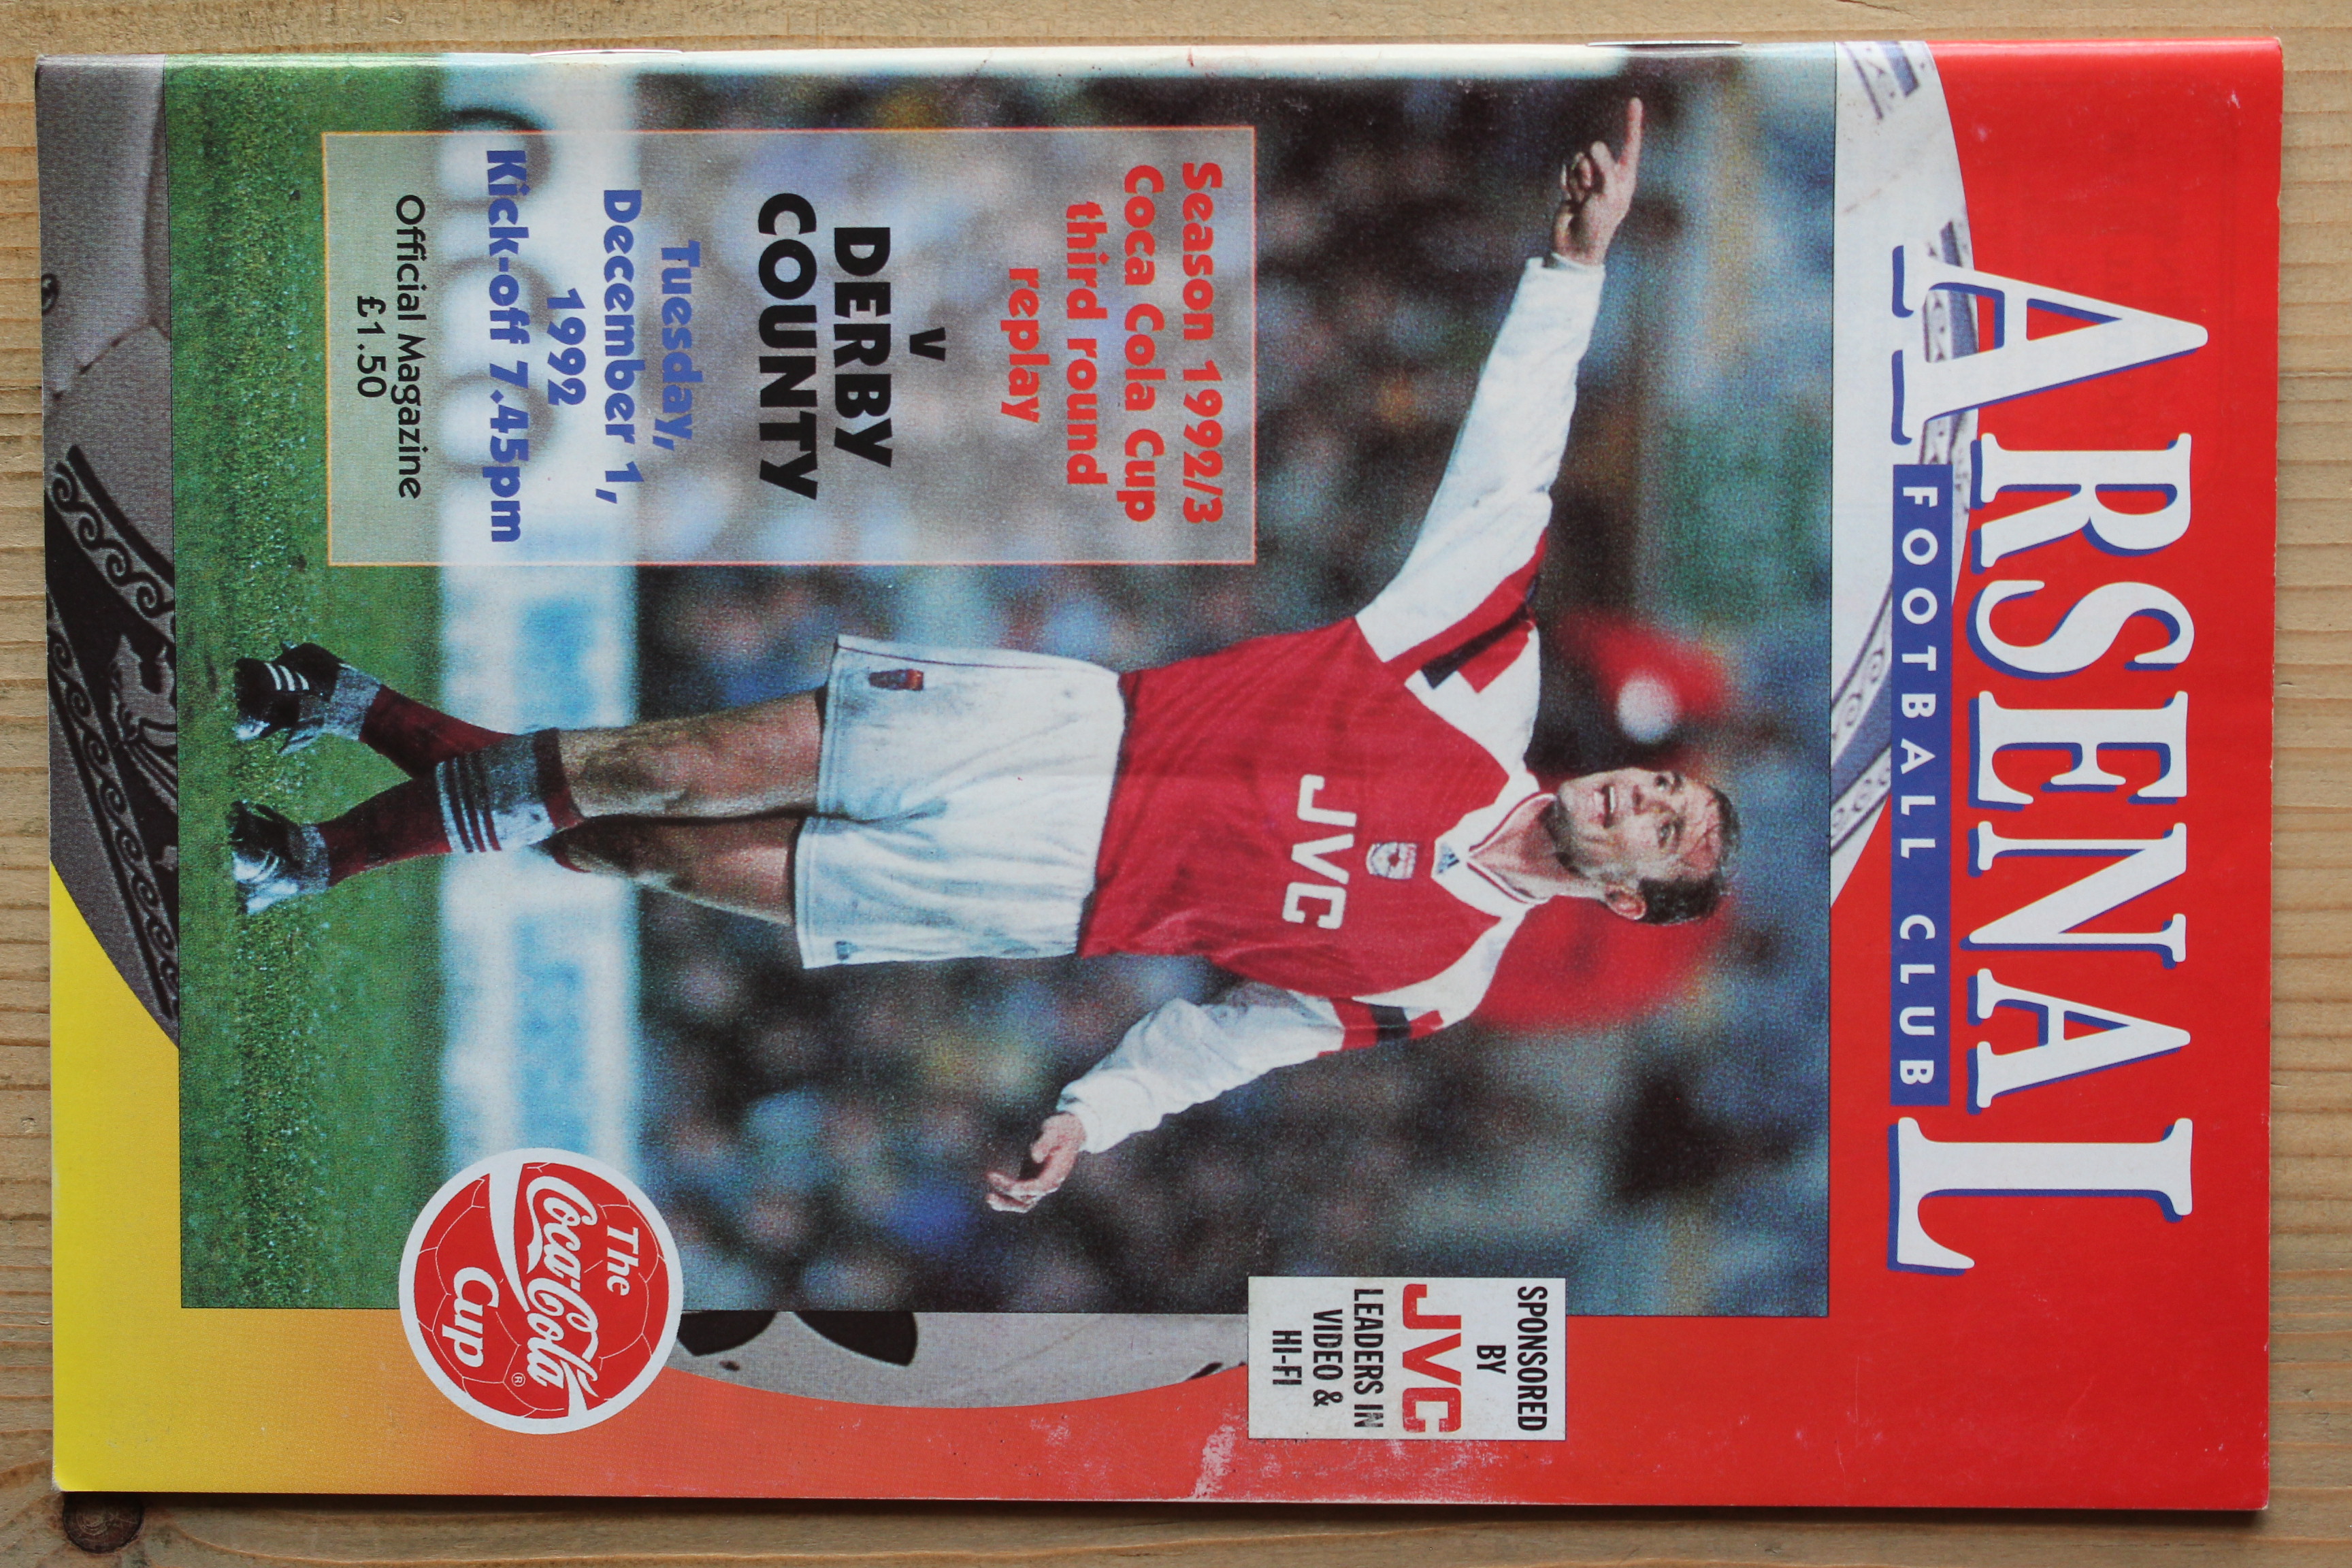 ARSENAL
FOOTBALL CLUB
Season 1992/3
Coca Cola Cup
third round
replay
v
DERBY
COUNTY
Tuesday,
December 1,
1992
Kick-off 7.45pm
Official Magazine
£1.50
JVC
SPONSORED
BY
JVC
LEADERS IN
VIDEO &
HI-FI
The
Coca-Cola®
Cup